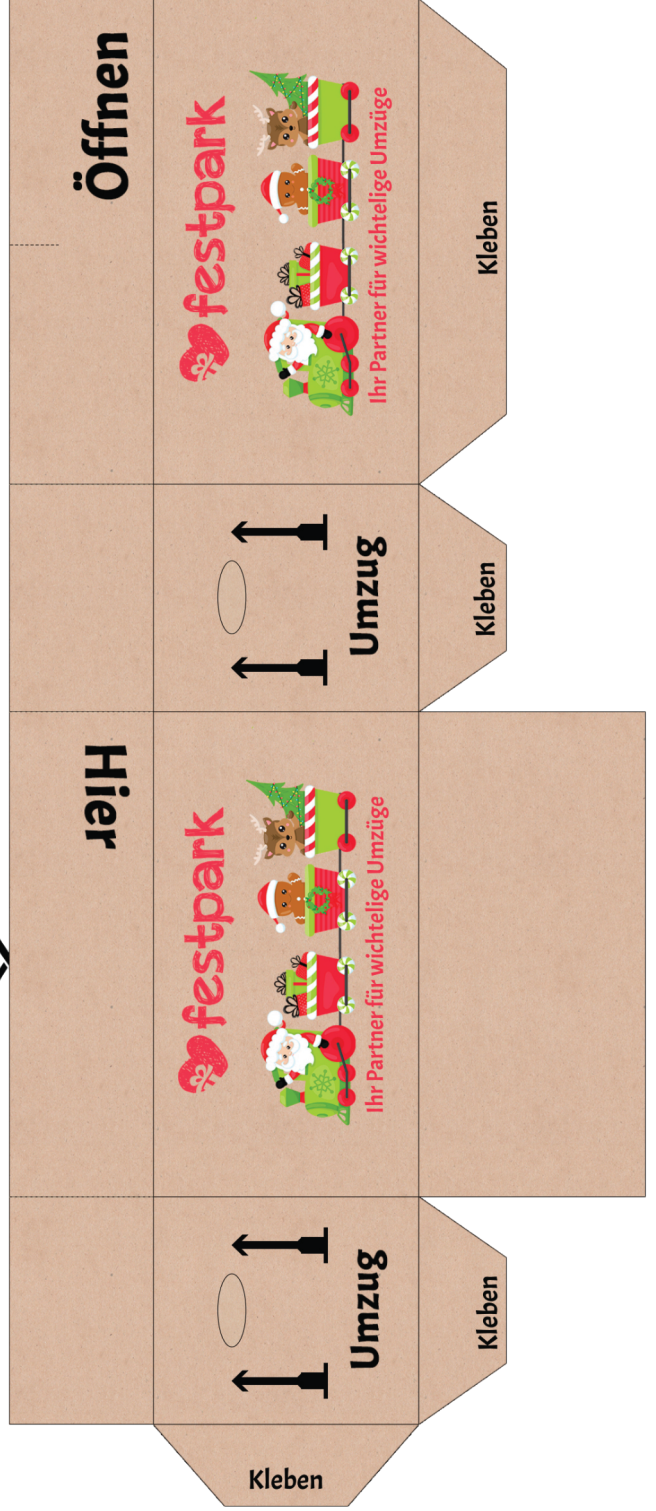 Öffnen
festpark
Ihr Partner für wichtelige Umzüge
Kleben
Umzug
Kleben
Hier
festpark
Ihr Partner für wichtelige Umzüge
Umzug
Kleben
Kleben